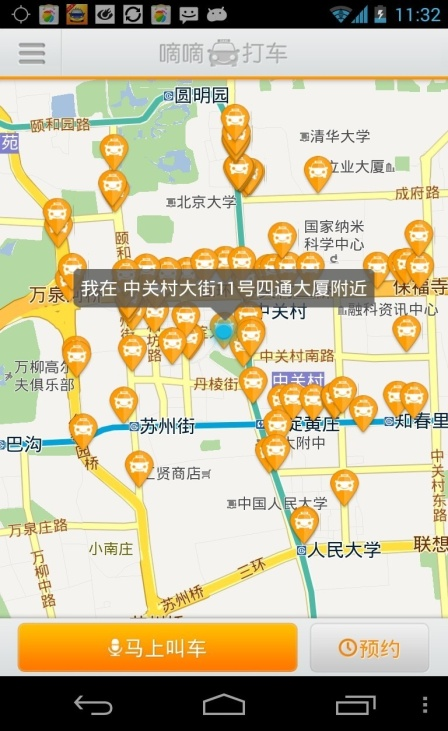 11:32
嘀嘀打车
圆明园
颐和园路
苑
清华大学
立业大厦
成府路
北京大学
国家纳米
科学中心
颐和
我在 中关村大街11号四通大厦附近
保福寺
万泉河桥
中关村
融科资讯中心
中关村南路
万柳高尔
夫俱乐部
丹棱街
中关村
苏州街
黄庄
知春里
大附中
巴沟
中关村东路
贤商店
中国人民大学
万泉庄路
小南庄
人民大学
联想
万柳中路
三环
苏州桥
马上叫车
预约